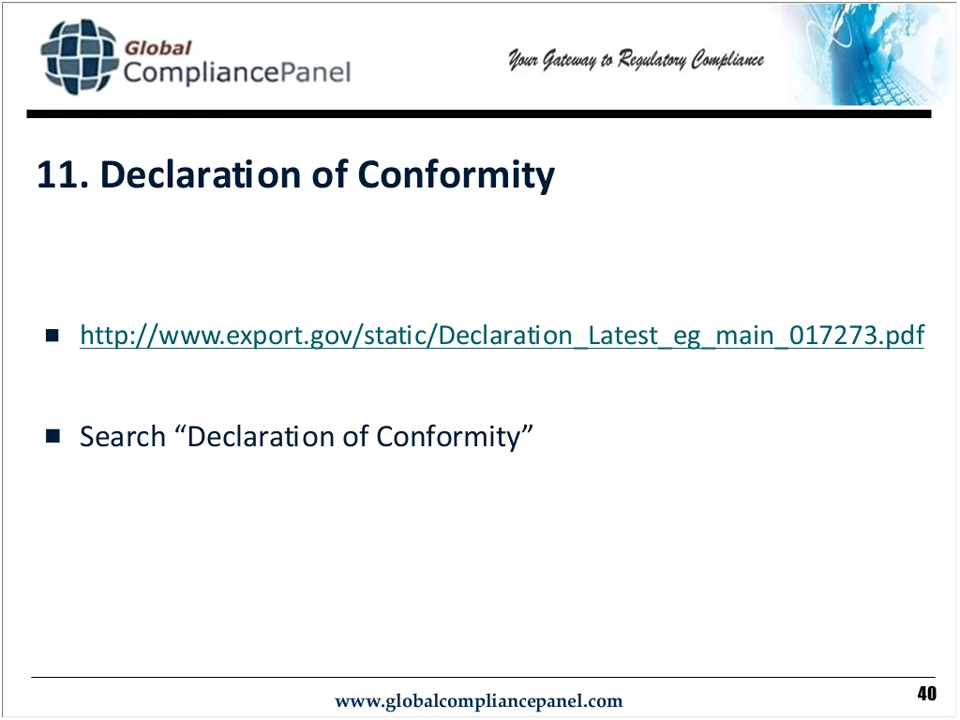 Global
CompliancePanel
Your Gateway to Regulatory Compliance
11. Declaration of Conformity
http://www.export.gov/static/Declaration_Latest_eg_main_017273.pdf
Search “Declaration of Conformity”
www.globalcompliancepanel.com
40